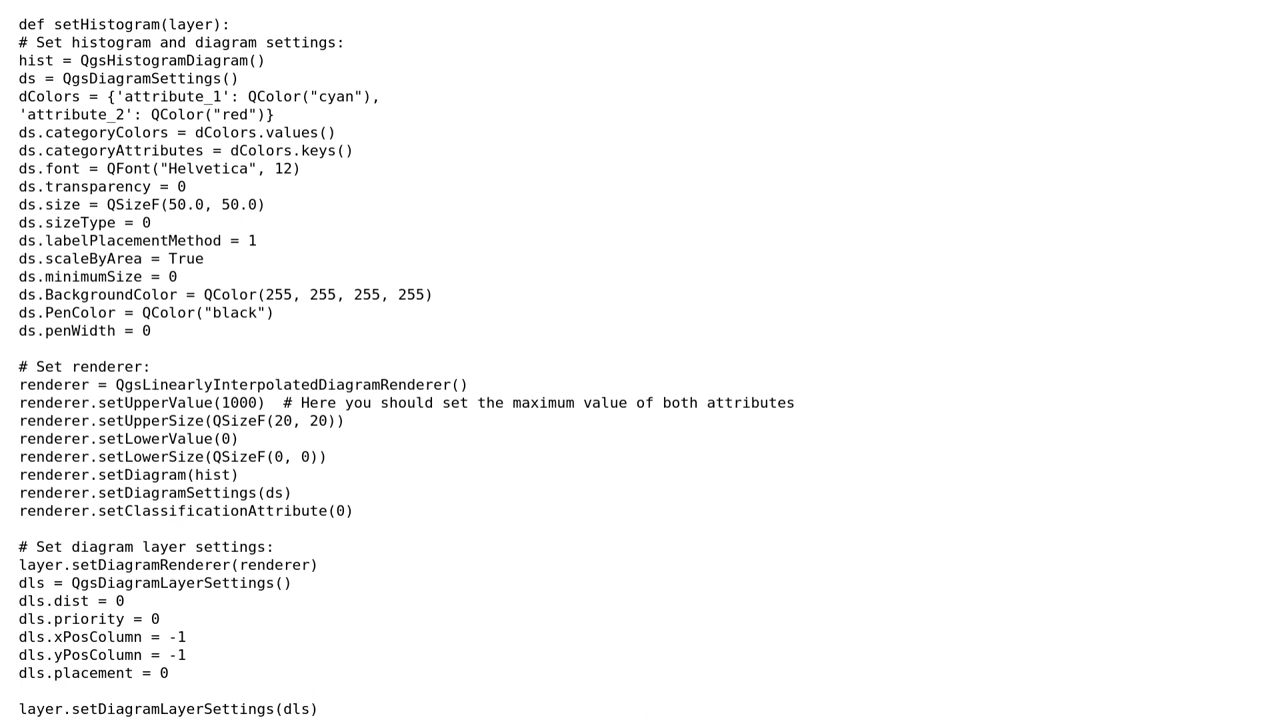 def setHistogram(layer):
# Set histogram and diagram settings:
hist = QgsHistogramDiagram()
ds = QgsDiagramSettings()
dColors = {'attribute_1': QColor("cyan"),
'attribute_2': QColor("red")}
ds.categoryColors = dColors.values()
ds.categoryAttributes = dColors.keys()
ds.font = QFont("Helvetica", 12)
ds.transparency = 0
ds.size = QSizeF(50.0, 50.0)
ds.sizeType = 0
ds.labelPlacementMethod = 1
ds.scaleByArea = True
ds.minimumSize = 0
ds.BackgroundColor = QColor(255, 255, 255, 255)
ds.PenColor = QColor("black")
ds.penWidth = 0

# Set renderer:
renderer = QgsLinearlyInterpolatedDiagramRenderer()
renderer.setUpperValue(1000)  # Here you should set the maximum value of both attributes
renderer.setUpperSize(QSizeF(20, 20))
renderer.setLowerValue(0)
renderer.setLowerSize(QSizeF(0, 0))
renderer.setDiagram(hist)
renderer.setDiagramSettings(ds)
renderer.setClassificationAttribute(0)

# Set diagram layer settings:
layer.setDiagramRenderer(renderer)
dls = QgsDiagramLayerSettings()
dls.dist = 0
dls.priority = 0
dls.xPosColumn = -1
dls.yPosColumn = -1
dls.placement = 0

layer.setDiagramLayerSettings(dls)